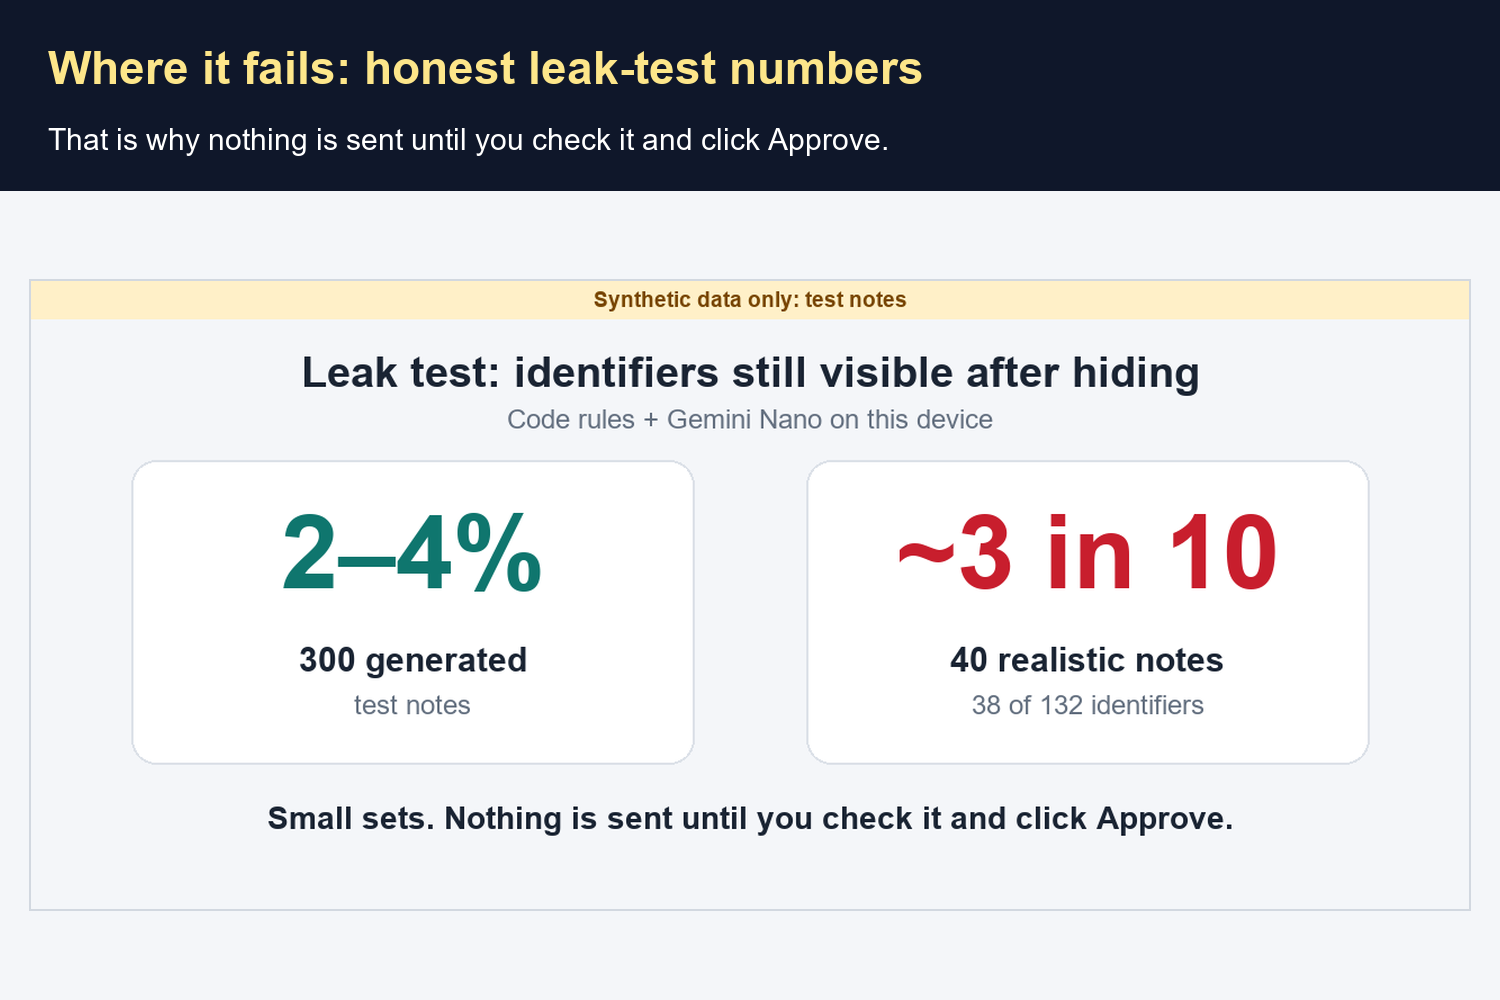 Where it fails: honest leak-test numbers
That is why nothing is sent until you check it and click Approve.
Synthetic data only: test notes
Leak test: identifiers still visible after hiding
Code rules + Gemini Nano on this device
2–4%
300 generated
test notes
~3 in 10
40 realistic notes
38 of 132 identifiers
Small sets. Nothing is sent until you check it and click Approve.